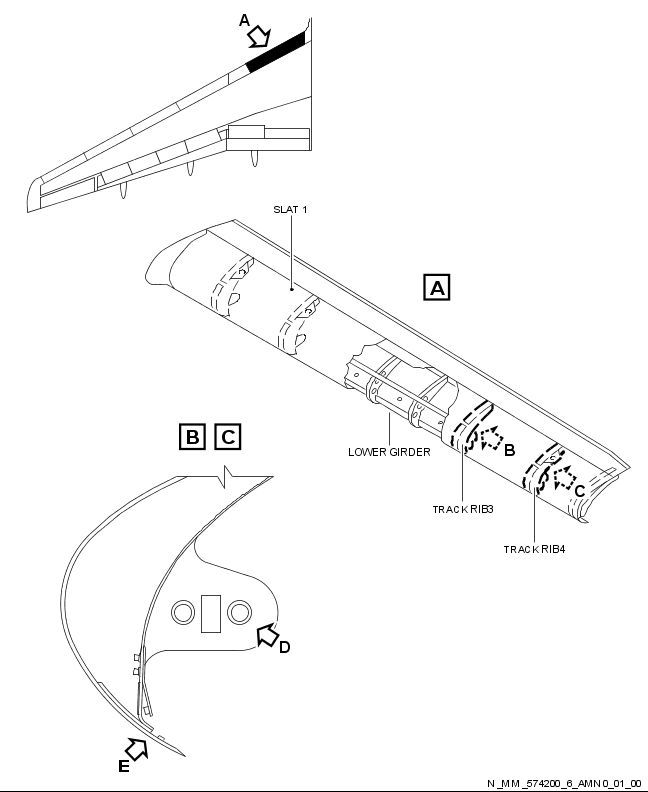 A
SLAT 1
A
B
LOWER GIRDER
C
TRACK RIB3
TRACK RIB4
B C
D
E
N_MM_574200_6_AMN0_01_00